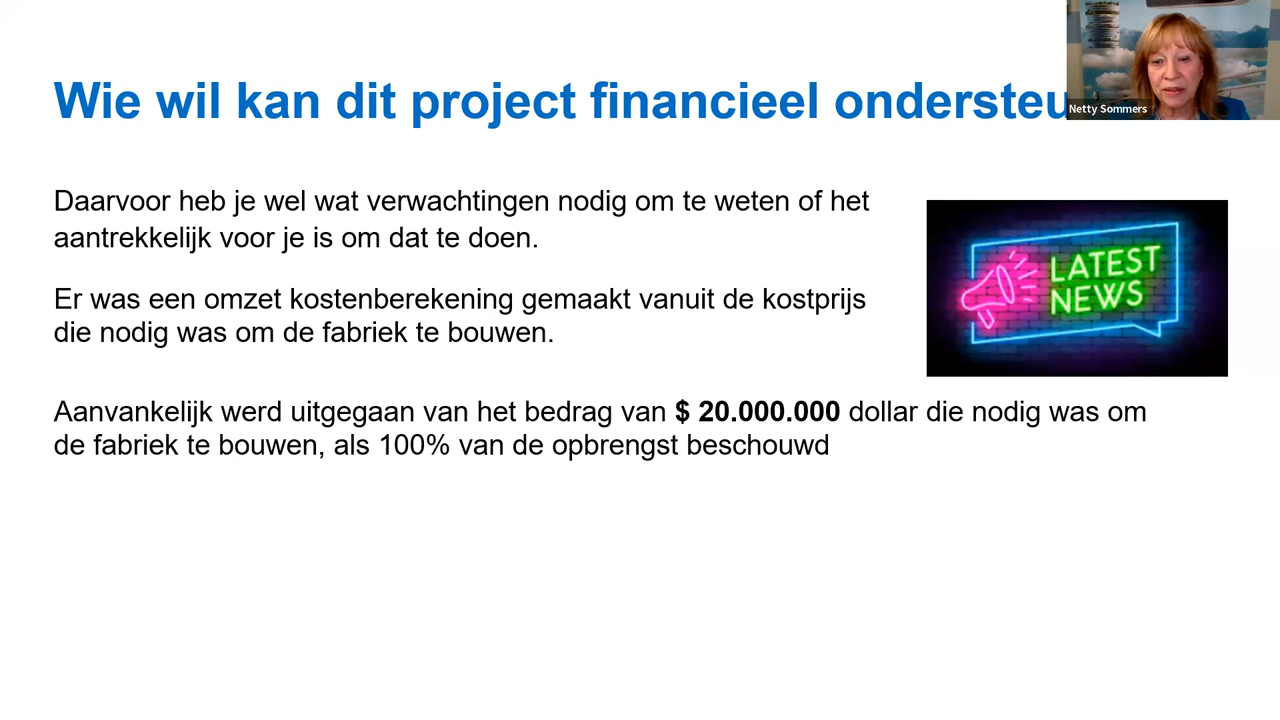 Wie wil kan dit project financieel ondersteu
Netty Sommers
Daarvoor heb je wel wat verwachtingen nodig om te weten of het
aantrekkelijk voor je is om dat te doen.
Er was een omzet kostenberekening gemaakt vanuit de kostprijs
die nodig was om de fabriek te bouwen.
LATEST
NEWS
Aanvankelijk werd uitgegaan van het bedrag van $ 20.000.000 dollar die nodig was om
de fabriek te bouwen, als 100% van de opbrengst beschouwd